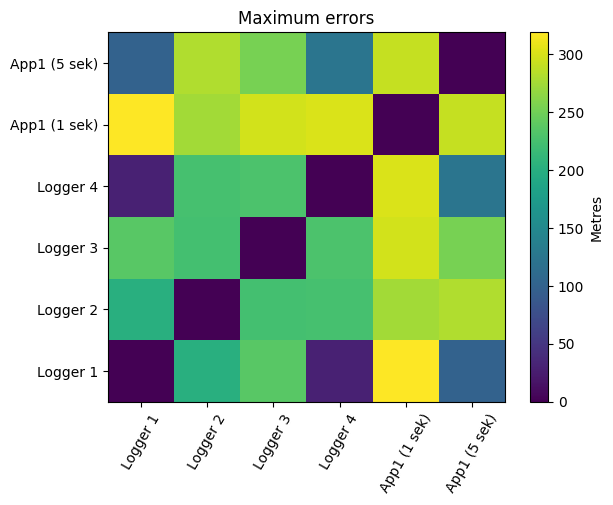 Maximum errors
App1 (5 sek)
App1 (1 sek)
Logger 4
Logger 3
Logger 2
Logger 1
Logger 1
Logger 2
Logger 3
Logger 4
App1 (1 sek)
App1 (5 sek)
300
250
200
150
100
50
0
Metres